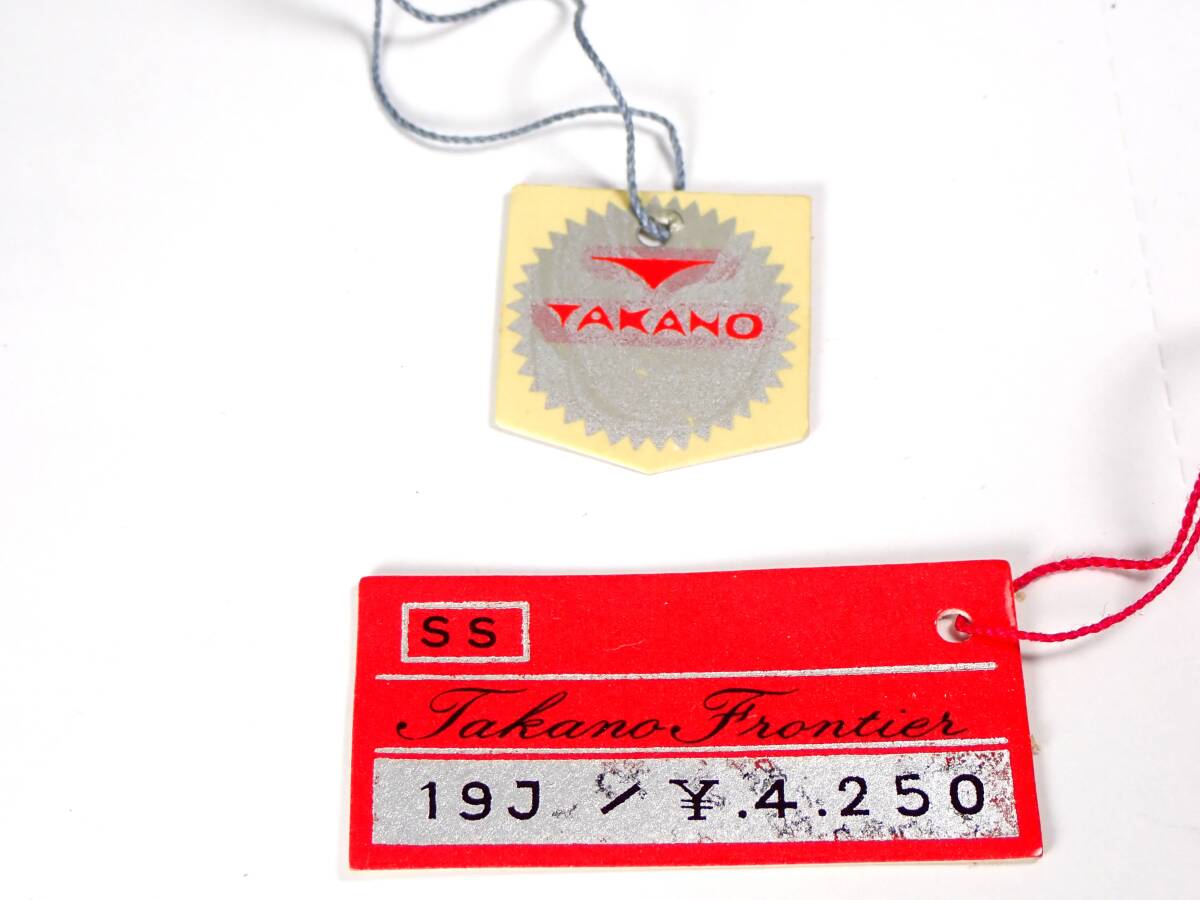 TAKANO
SS
Takano Frontier
19J / ¥.4.250